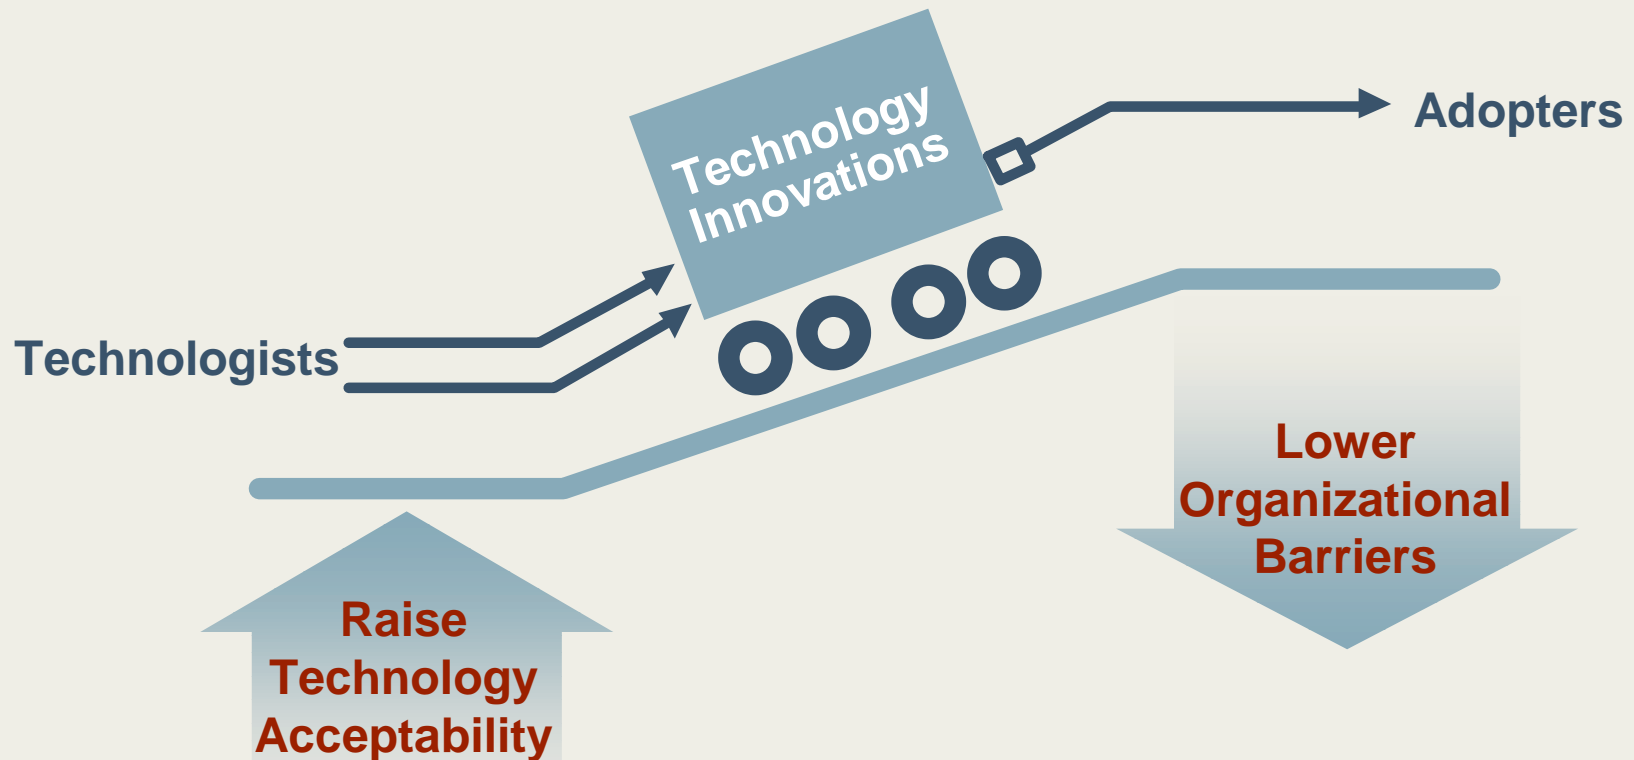 Technology
Innovations
Adopters
Technologists
Lower
Organizational
Barriers
Raise
Technology
Acceptability